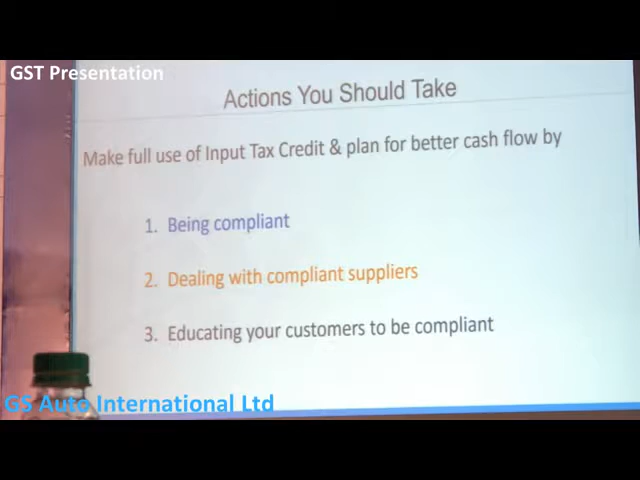 GST Presentation
Actions You Should Take
Make full use of Input Tax Credit & plan for better cash flow by
1. Being compliant
2. Dealing with compliant suppliers
3. Educating your customers to be compliant
GS Auto International Ltd